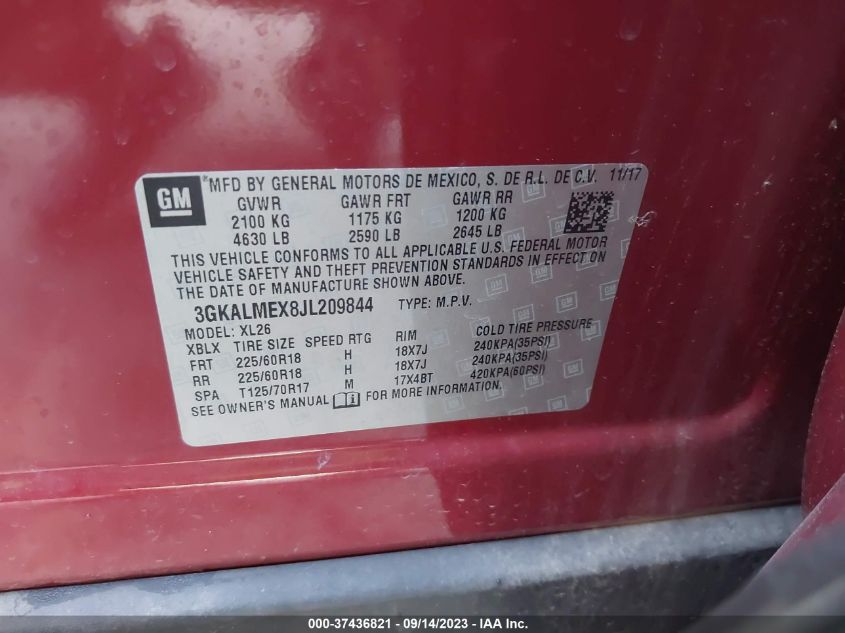 GM
*MFD BY GENERAL MOTORS DE MEXICO, S. DE R.L. DE C.V. 11/17
GVWR GAWR FRT GAWR RR
2100 KG 1175 KG 1200 KG
4630 LB 2590 LB 2645 LB
THIS VEHICLE CONFORMS TO ALL APPLICABLE U.S. FEDERAL MOTOR
VEHICLE SAFETY AND THEFT PREVENTION STANDARDS IN EFFECT ON
THE DATE OF MANUFACTURE SHOWN ABOVE.
3GKALMEX8JL209844 TYPE: M.P.V.
MODEL: XL26
XBLX TIRE SIZE SPEED RTG RIM COLD TIRE PRESSURE
FRT 225/60R18 H 18X7J 240KPA(35PSI)
RR 225/60R18 H 18X7J 240KPA(35PSI)
SPA T125/70R17 M 17X4BT 420KPA(60PSI)
SEE OWNER'S MANUAL FOR MORE INFORMATION.
000-37436821 - 09/14/2023 - IAA Inc.